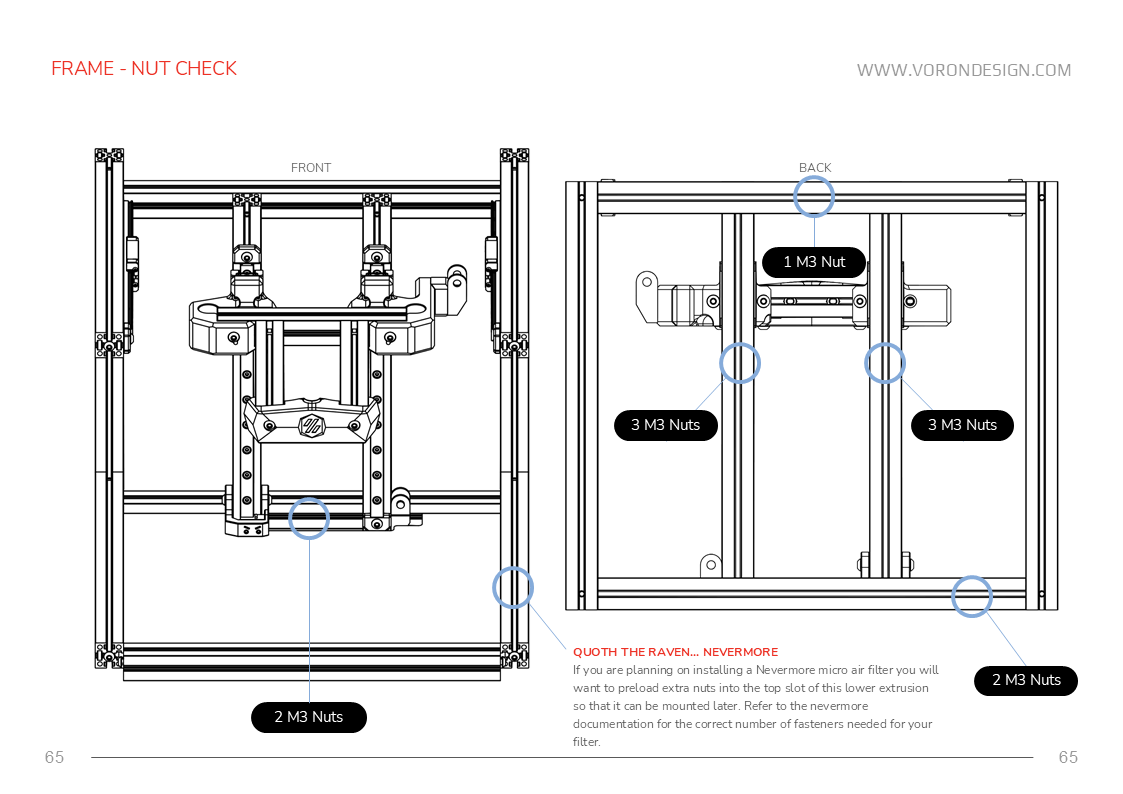 FRAME - NUT CHECK
WWW.VORONDESIGN.COM
FRONT
BACK
1 M3 Nut
3 M3 Nuts
3 M3 Nuts
2 M3 Nuts
2 M3 Nuts
QUOTH THE RAVEN... NEVERMORE
If you are planning on installing a Nevermore micro air filter you will
want to preload extra nuts into the top slot of this lower extrusion
so that it can be mounted later. Refer to the nevermore
documentation for the correct number of fasteners needed for your
filter.
65
65